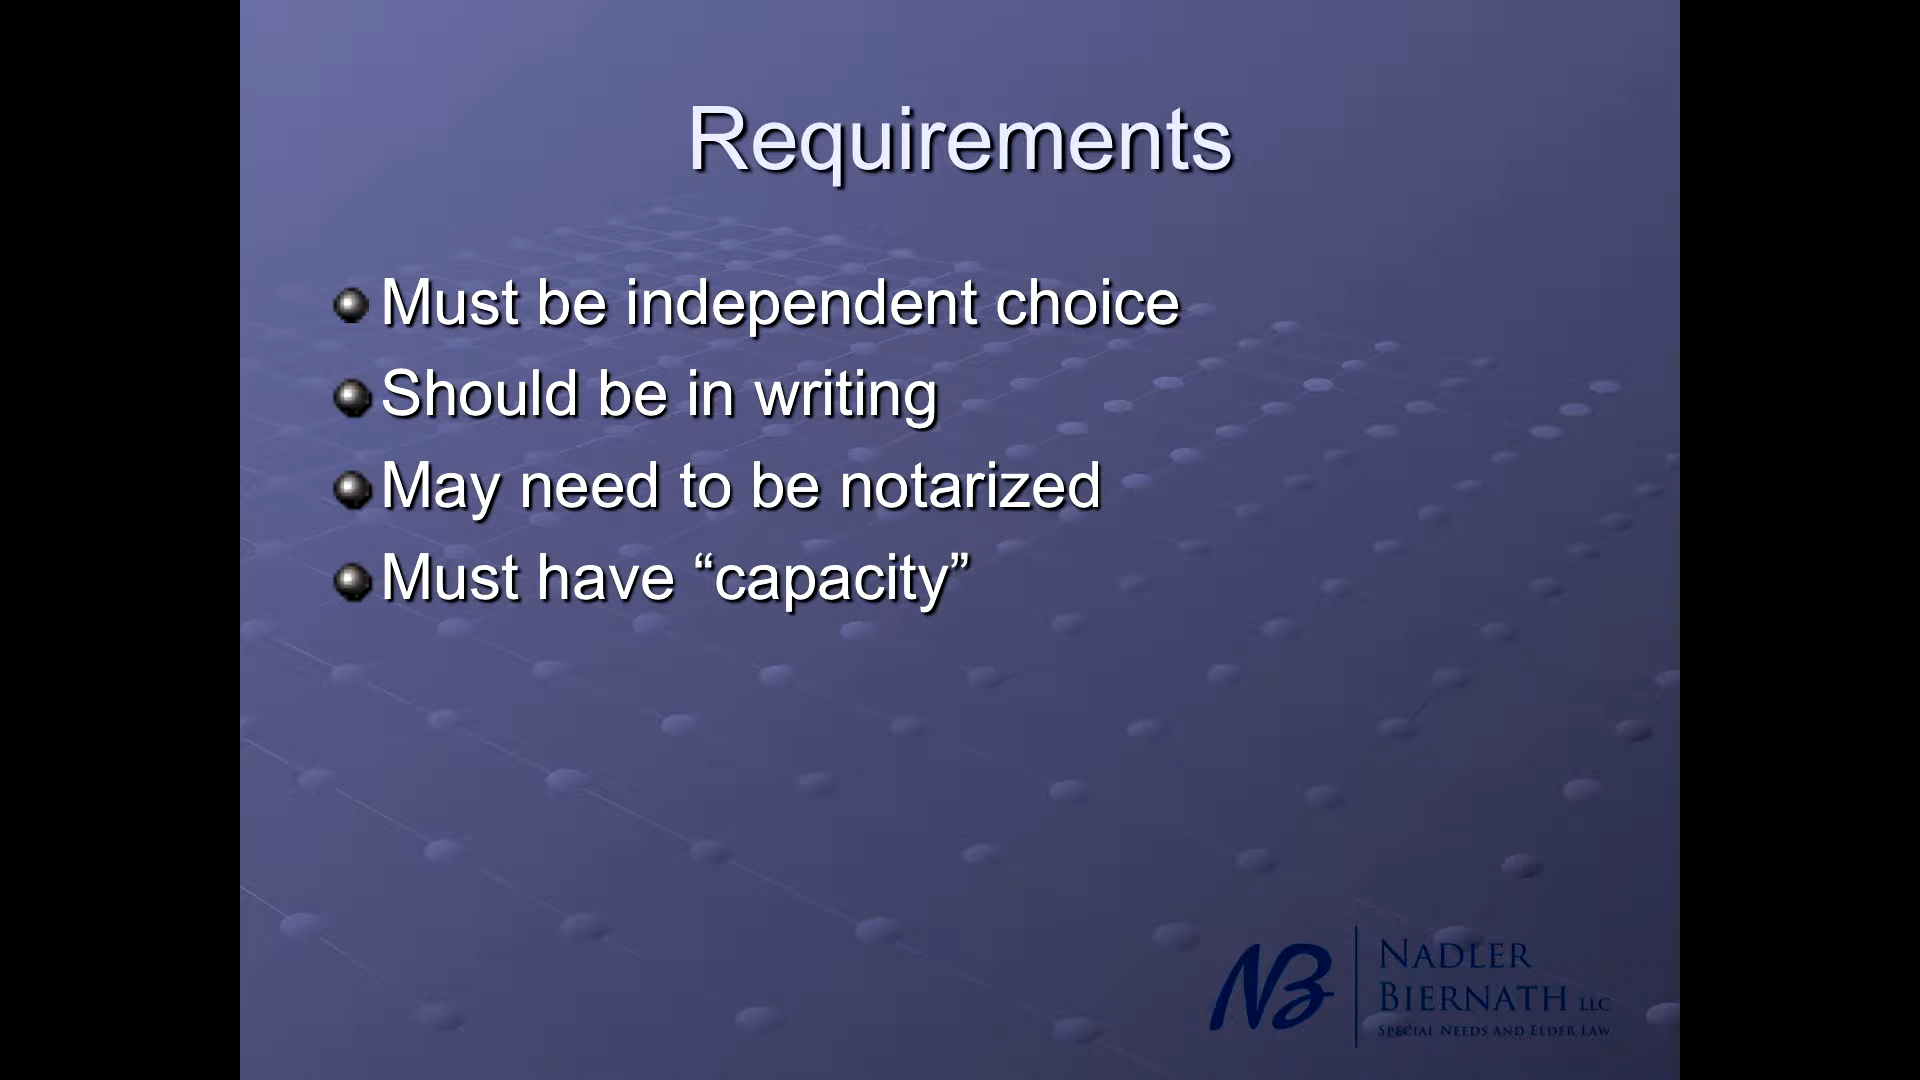 Requirements
Must be independent choice
Should be in writing
May need to be notarized
Must have “capacity”
NB
NADLER
BIERNATH LLC
SPECIAL NEEDS AND ELDER LAW